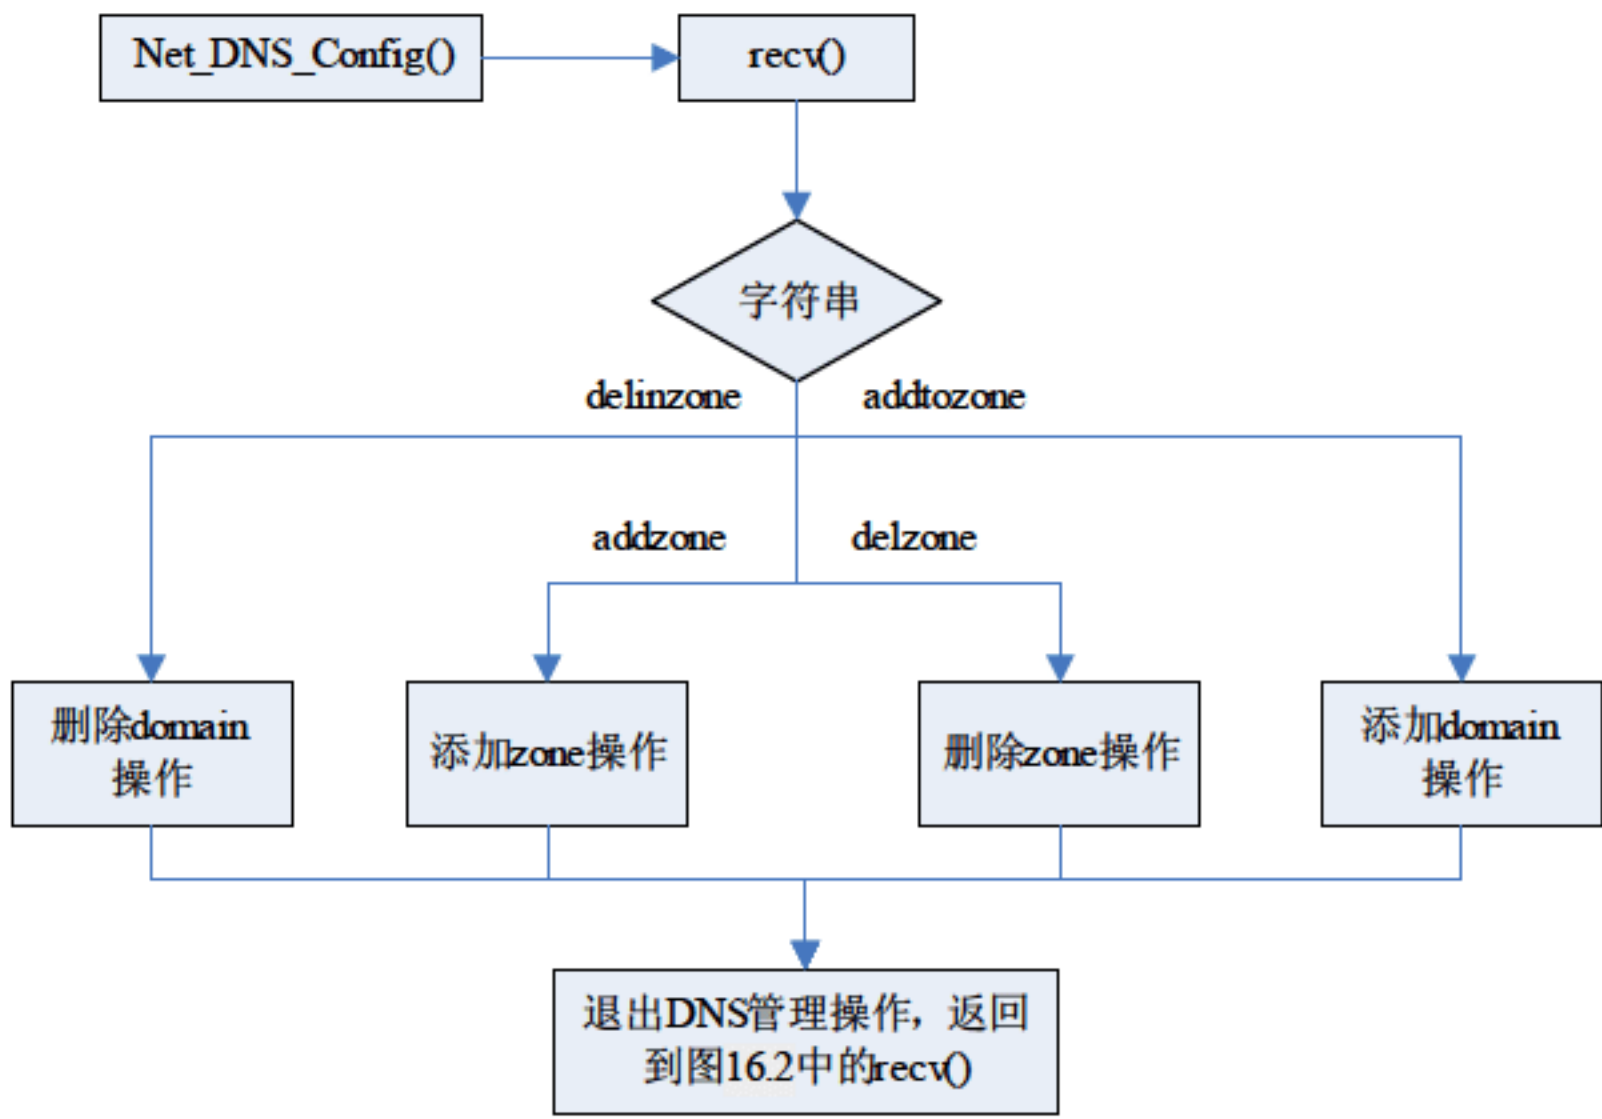 Net_DNS_Config()
recv()
字符串
delinzone
addtozone
addzone
delzone
删除domain
操作
添加zone操作
删除zone操作
添加domain
操作
退出DNS管理操作，返回
到图16.2中的recv()